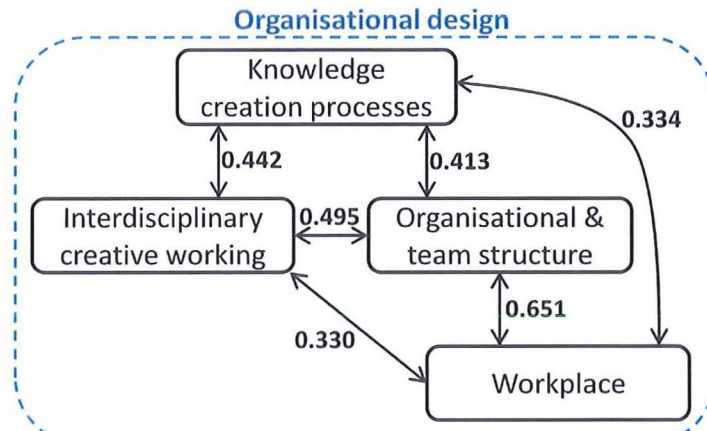 Organisational design
Knowledge
creation processes
0.334
0.442
0.413
Interdisciplinary
creative working
0.495
Organisational &
team structure
0.651
0.330
Workplace